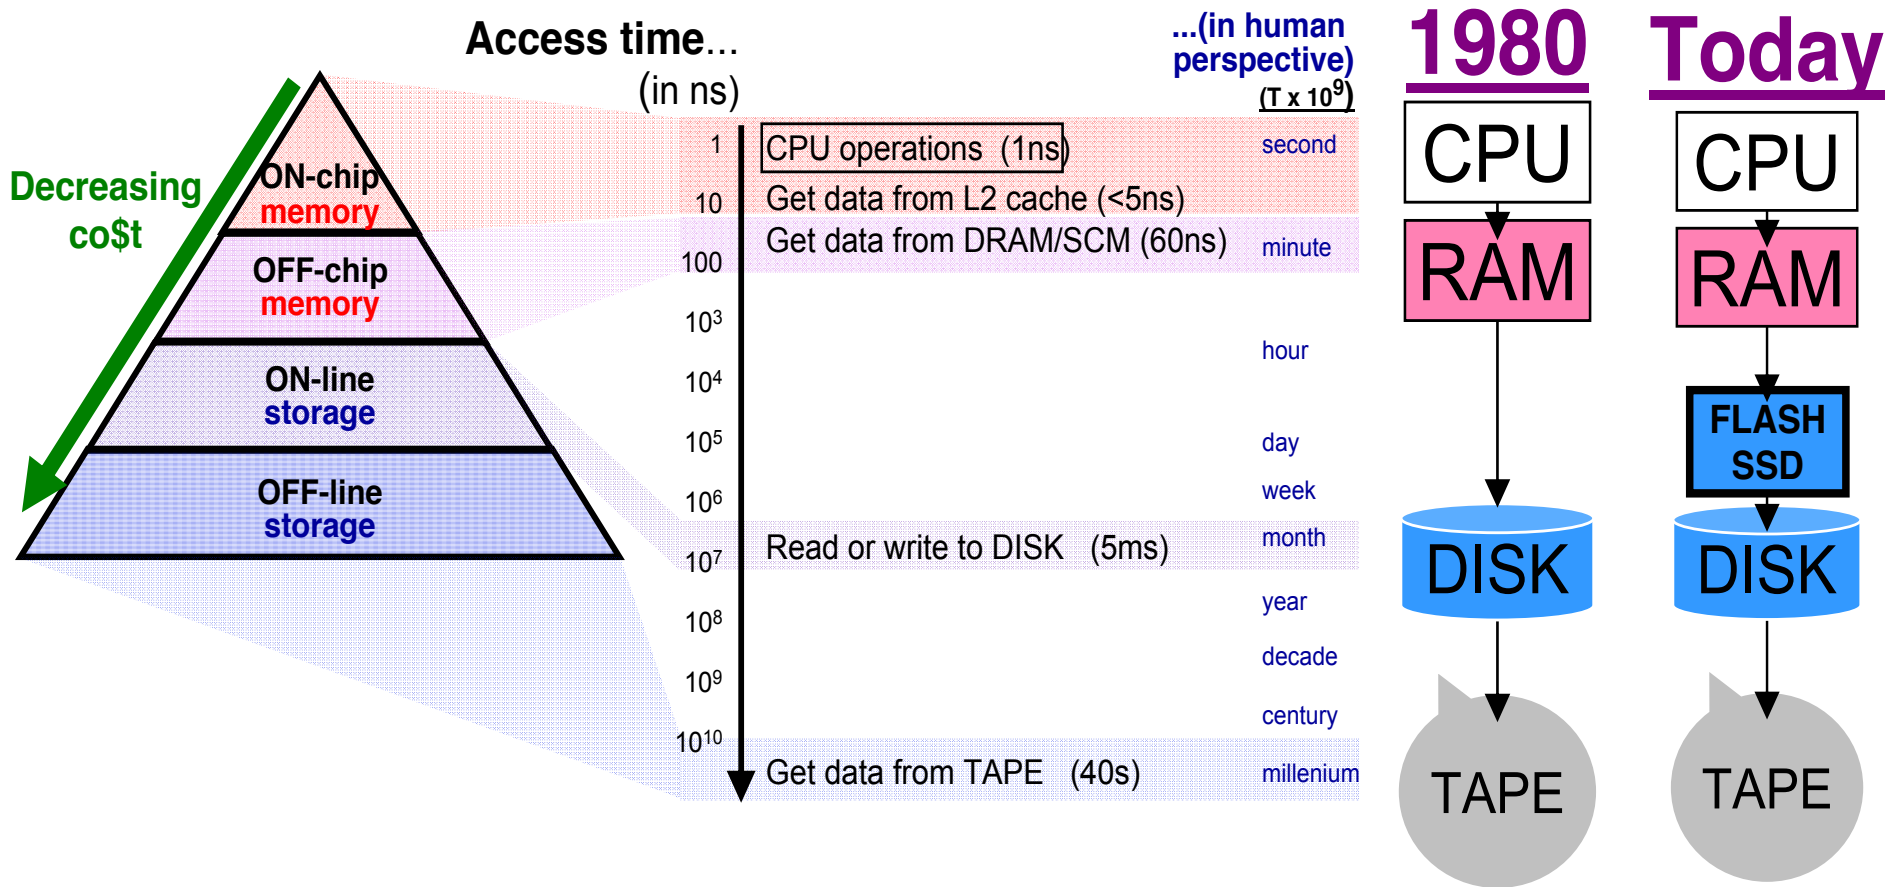 Access time...
(in ns)
...(in human
perspective)
(T x 10⁹)
1980
Today
Decreasing
co$t
ON-chip
memory
OFF-chip
memory
ON-line
storage
OFF-line
storage
1
CPU operations (1ns)
second
10
Get data from L2 cache (<5ns)
Get data from DRAM/SCM (60ns)
minute
100
10³
hour
10⁴
10⁵
day
10⁶
week
Read or write to DISK (5ms)
month
10⁷
year
10⁸
decade
10⁹
century
10¹⁰
Get data from TAPE (40s)
millenium
CPU
RAM
DISK
TAPE
CPU
RAM
FLASH
SSD
DISK
TAPE